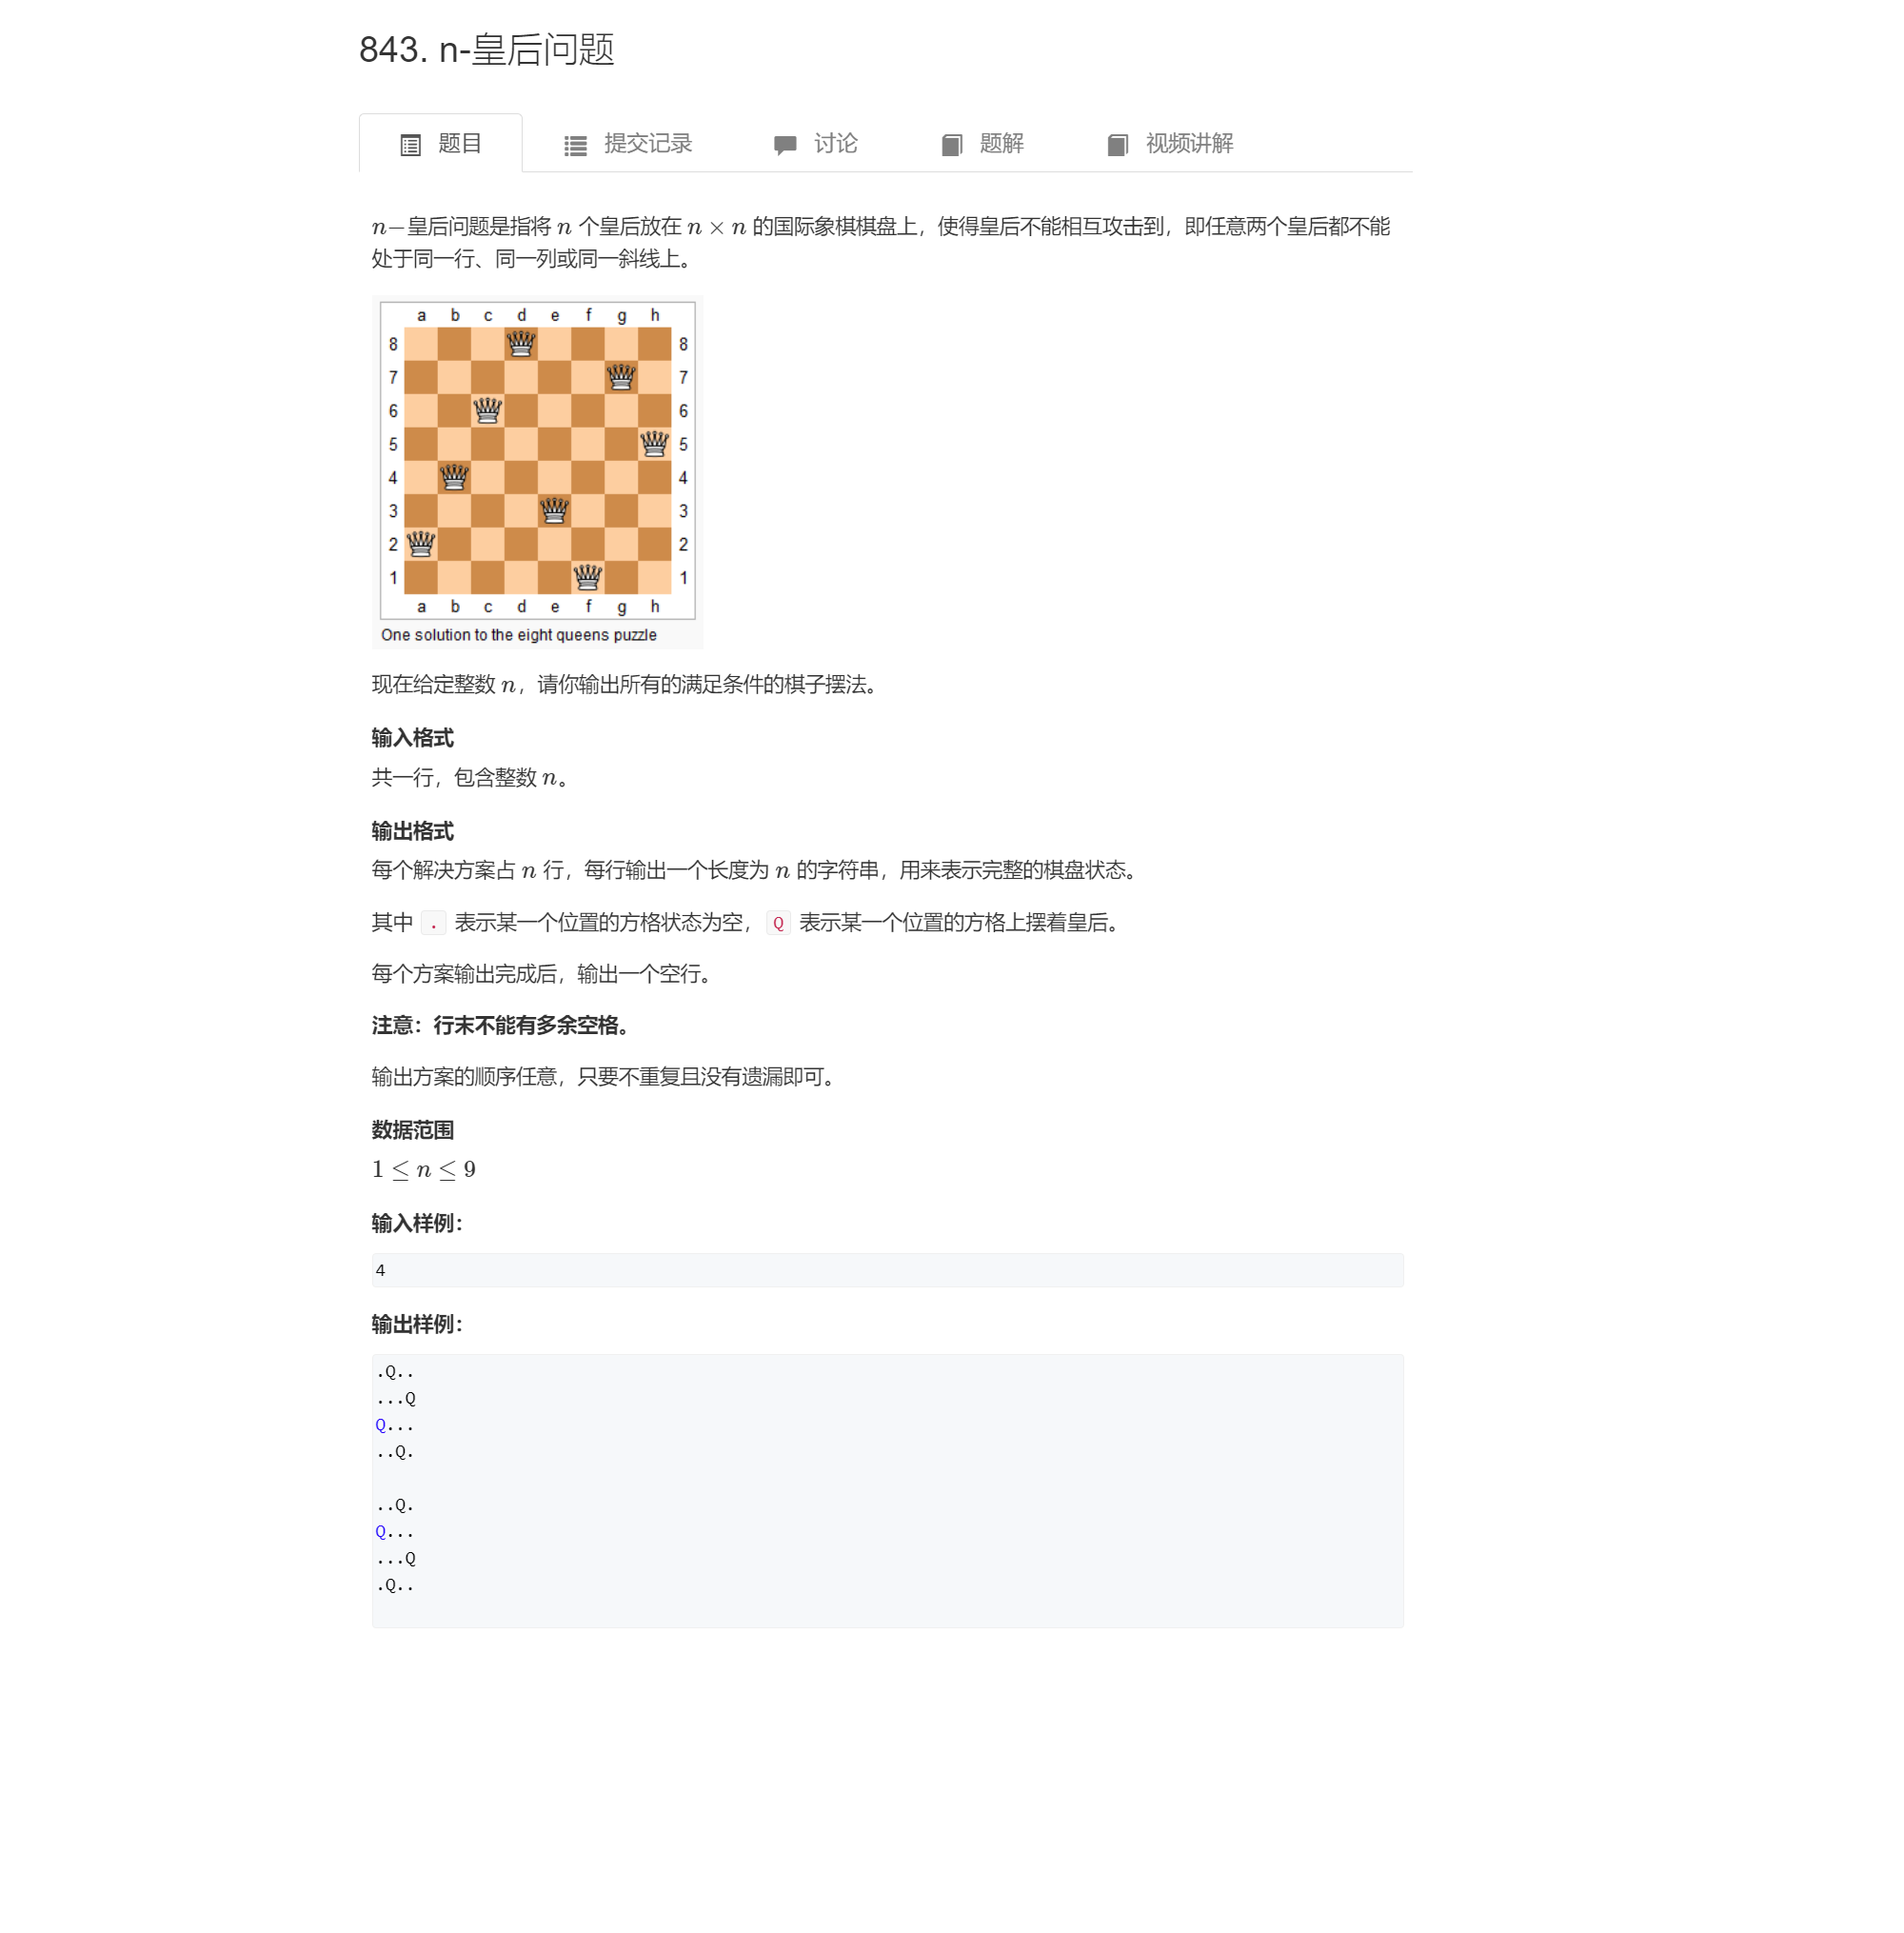 843. n-皇后问题
题目 提交记录 讨论 题解 视频讲解
n−皇后问题是指将 n 个皇后放在 n × n 的国际象棋棋盘上，使得皇后不能相互攻击到，即任意两个皇后都不能
处于同一行、同一列或同一斜线上。
a b c d e f g h
8 8
7 7
6 6
5 5
4 4
3 3
2 2
1 1
a b c d e f g h
One solution to the eight queens puzzle
现在给定整数 n，请你输出所有的满足条件的棋子摆法。
输入格式
共一行，包含整数 n。
输出格式
每个解决方案占 n 行，每行输出一个长度为 n 的字符串，用来表示完整的棋盘状态。
其中 . 表示某一个位置的方格状态为空， Q 表示某一个位置的方格上摆着皇后。
每个方案输出完成后，输出一个空行。
注意：行末不能有多余空格。
输出方案的顺序任意，只要不重复且没有遗漏即可。
数据范围
1 ≤ n ≤ 9
输入样例：
4
输出样例：
.Q..
...Q
Q...
..Q.
..Q.
Q...
...Q
.Q..